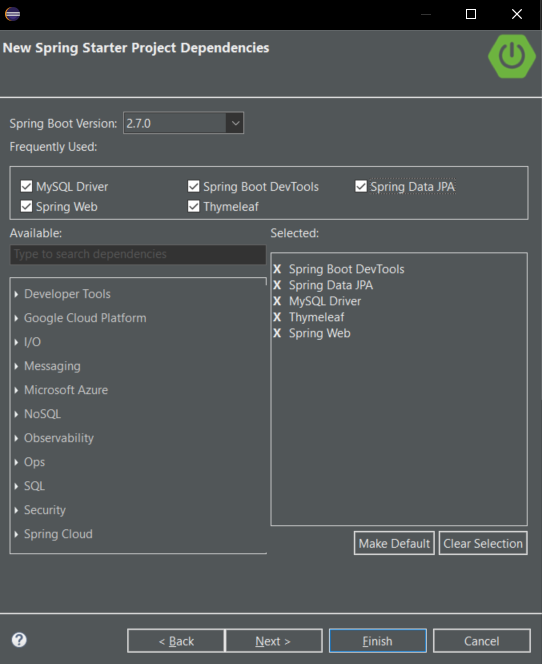 New Spring Starter Project Dependencies
Spring Boot Version: 2.7.0
Frequently Used:
MySQL Driver Spring Boot DevTools Spring Data JPA
Spring Web Thymeleaf
Available: Selected:
Type to search dependencies
Developer Tools
Google Cloud Platform
I/O
Messaging
Microsoft Azure
NoSQL
Observability
Ops
SQL
Security
Spring Cloud
X Spring Boot DevTools
X Spring Data JPA
X MySQL Driver
X Thymeleaf
X Spring Web
Make Default Clear Selection
? < Back Next > Finish Cancel